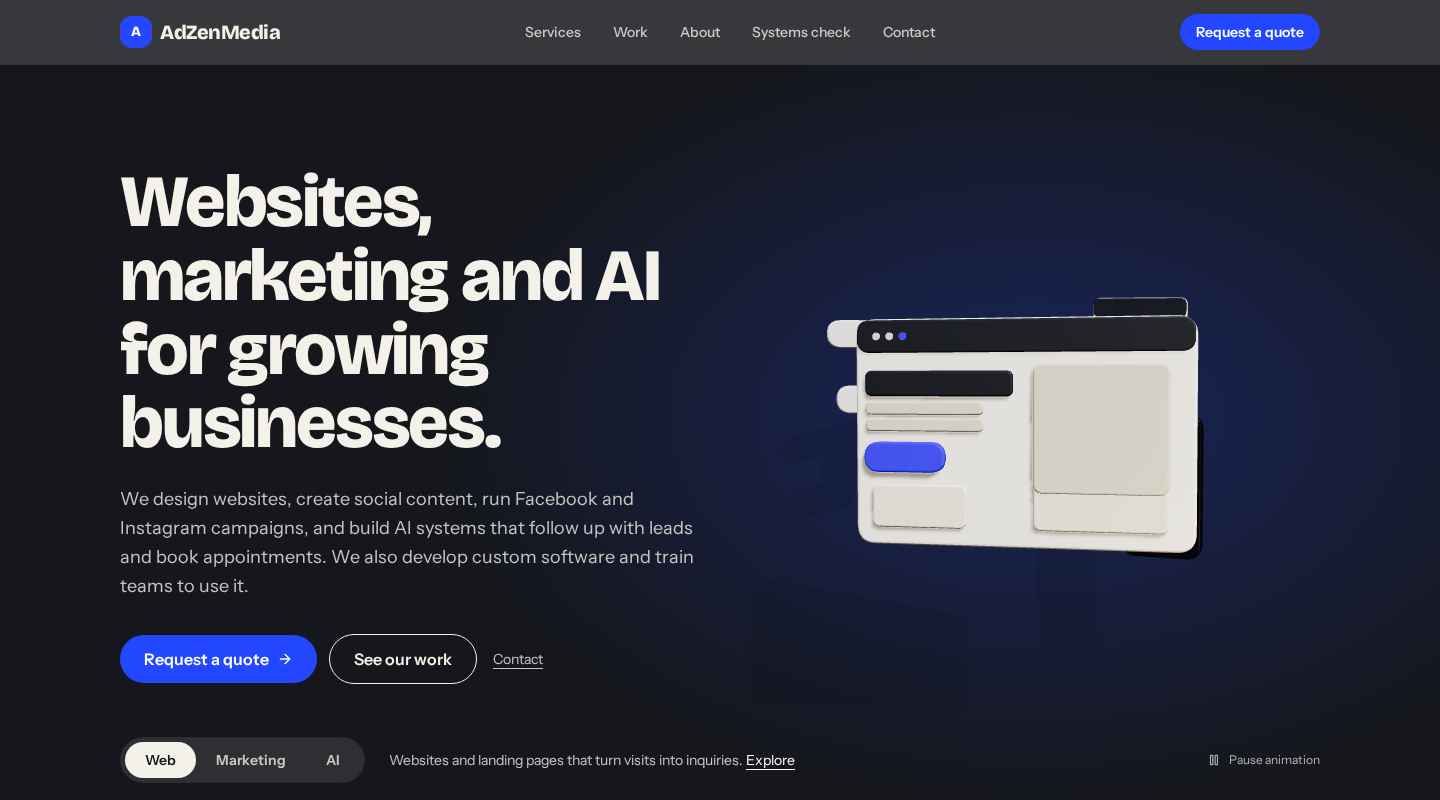 A AdZenMedia
Services Work About Systems check Contact
Request a quote
Websites,
marketing and AI
for growing
businesses.
We design websites, create social content, run Facebook and
Instagram campaigns, and build AI systems that follow up with leads
and book appointments. We also develop custom software and train
teams to use it.
Request a quote → See our work Contact
Web Marketing AI
Websites and landing pages that turn visits into inquiries. Explore
Pause animation